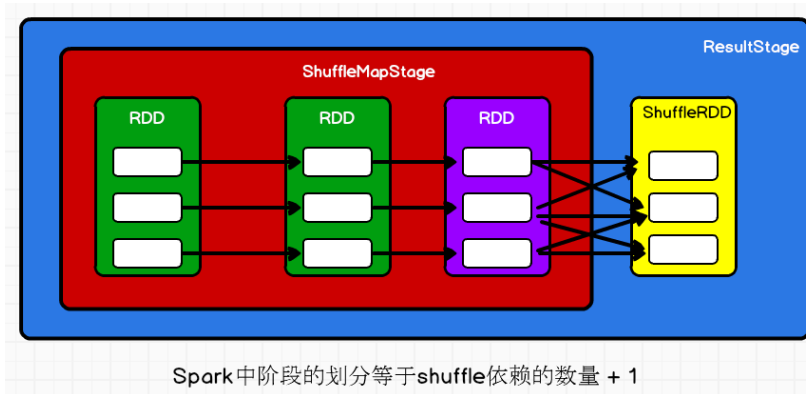 ResultStage
ShuffleMapStage
RDD
RDD
RDD
ShuffleRDD
Spark中阶段的划分等于shuffle依赖的数量 + 1